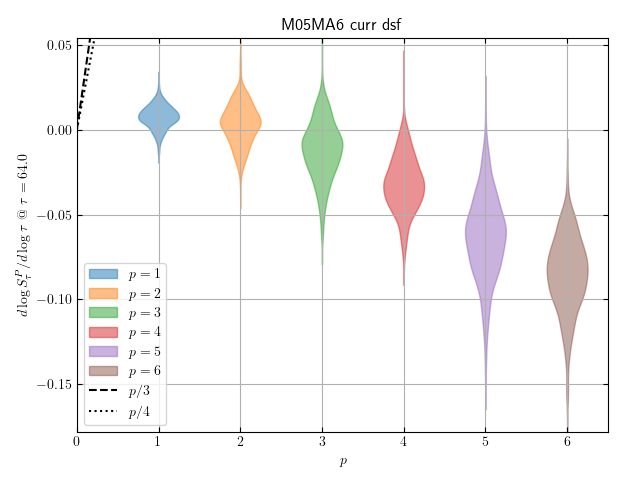 M05MA6 curr dsf
d log S_τ^P / d log τ @ τ = 64.0
0.05
0.00
−0.05
−0.10
−0.15
p = 1
p = 2
p = 3
p = 4
p = 5
p = 6
p/3
p/4
0 1 2 3 4 5 6
p